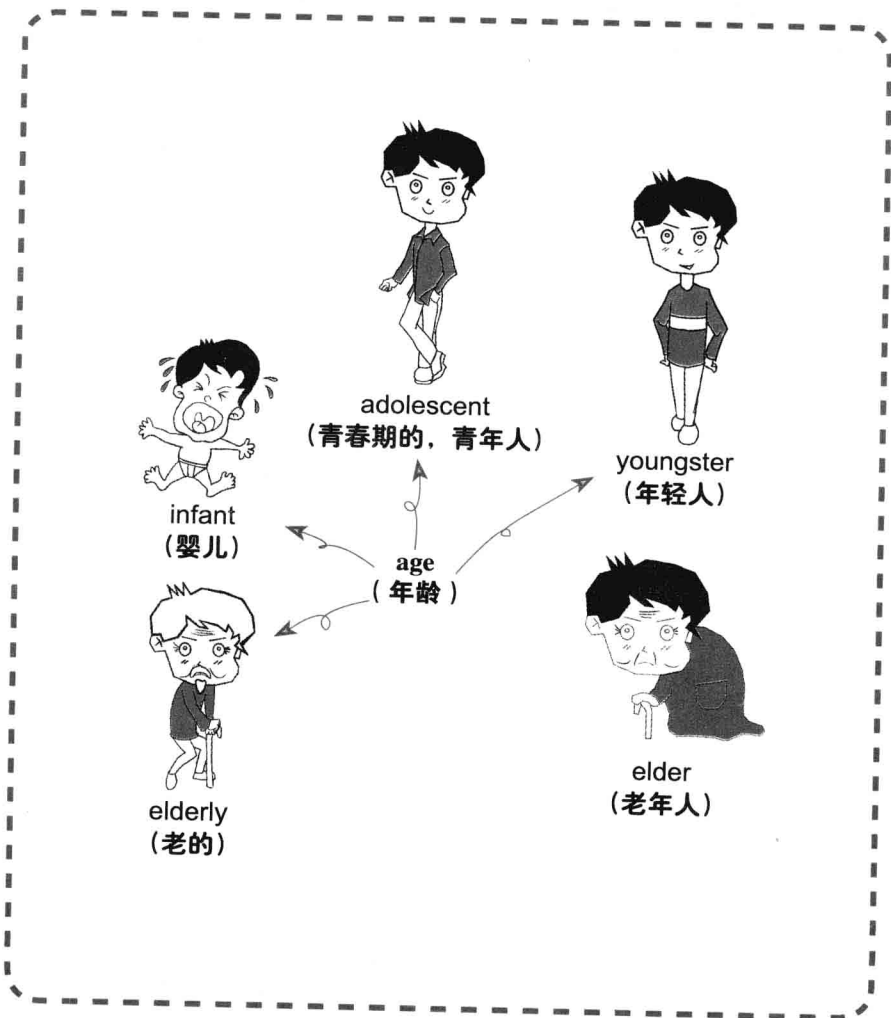 adolescent
（青春期的，青年人）
youngster
（年轻人）
infant
（婴儿）
age
（年龄）
elderly
（老的）
elder
（老年人）